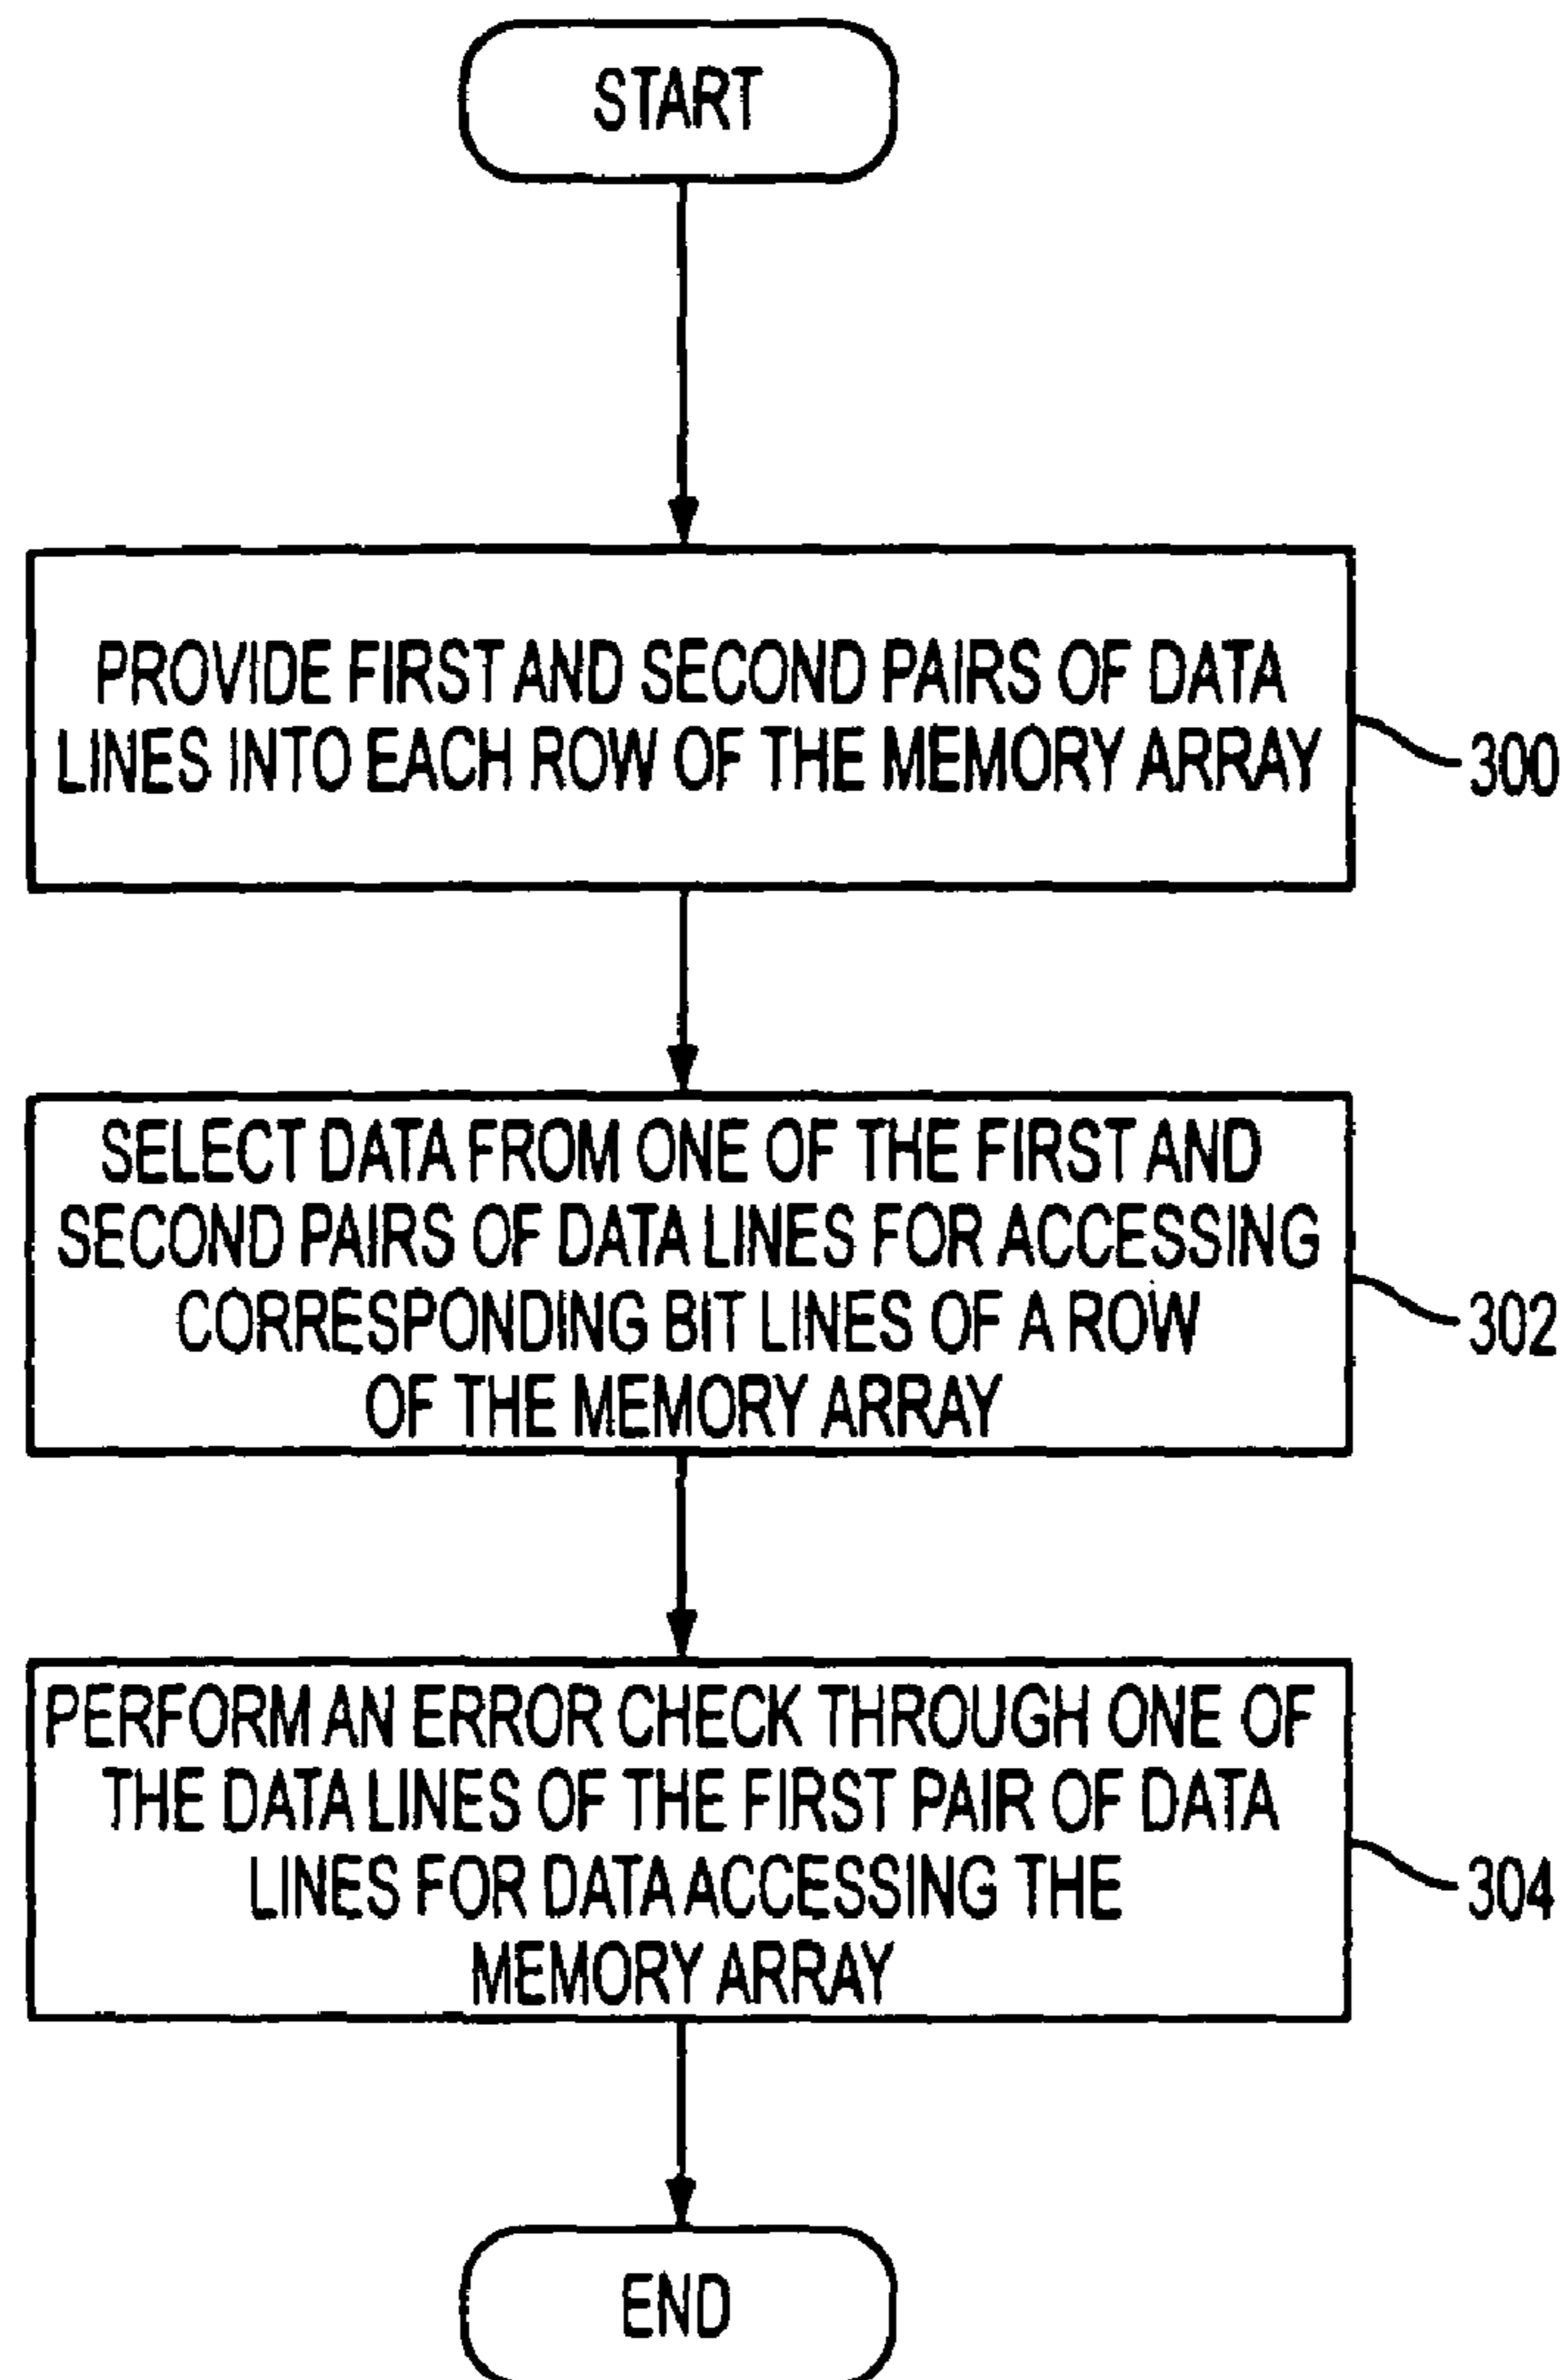 START
PROVIDE FIRST AND SECOND PAIRS OF DATA
LINES INTO EACH ROW OF THE MEMORY ARRAY
300
SELECT DATA FROM ONE OF THE FIRST AND
SECOND PAIRS OF DATA LINES FOR ACCESSING
CORRESPONDING BIT LINES OF A ROW
OF THE MEMORY ARRAY
302
PERFORM AN ERROR CHECK THROUGH ONE OF
THE DATA LINES OF THE FIRST PAIR OF DATA
LINES FOR DATA ACCESSING THE
MEMORY ARRAY
304
END